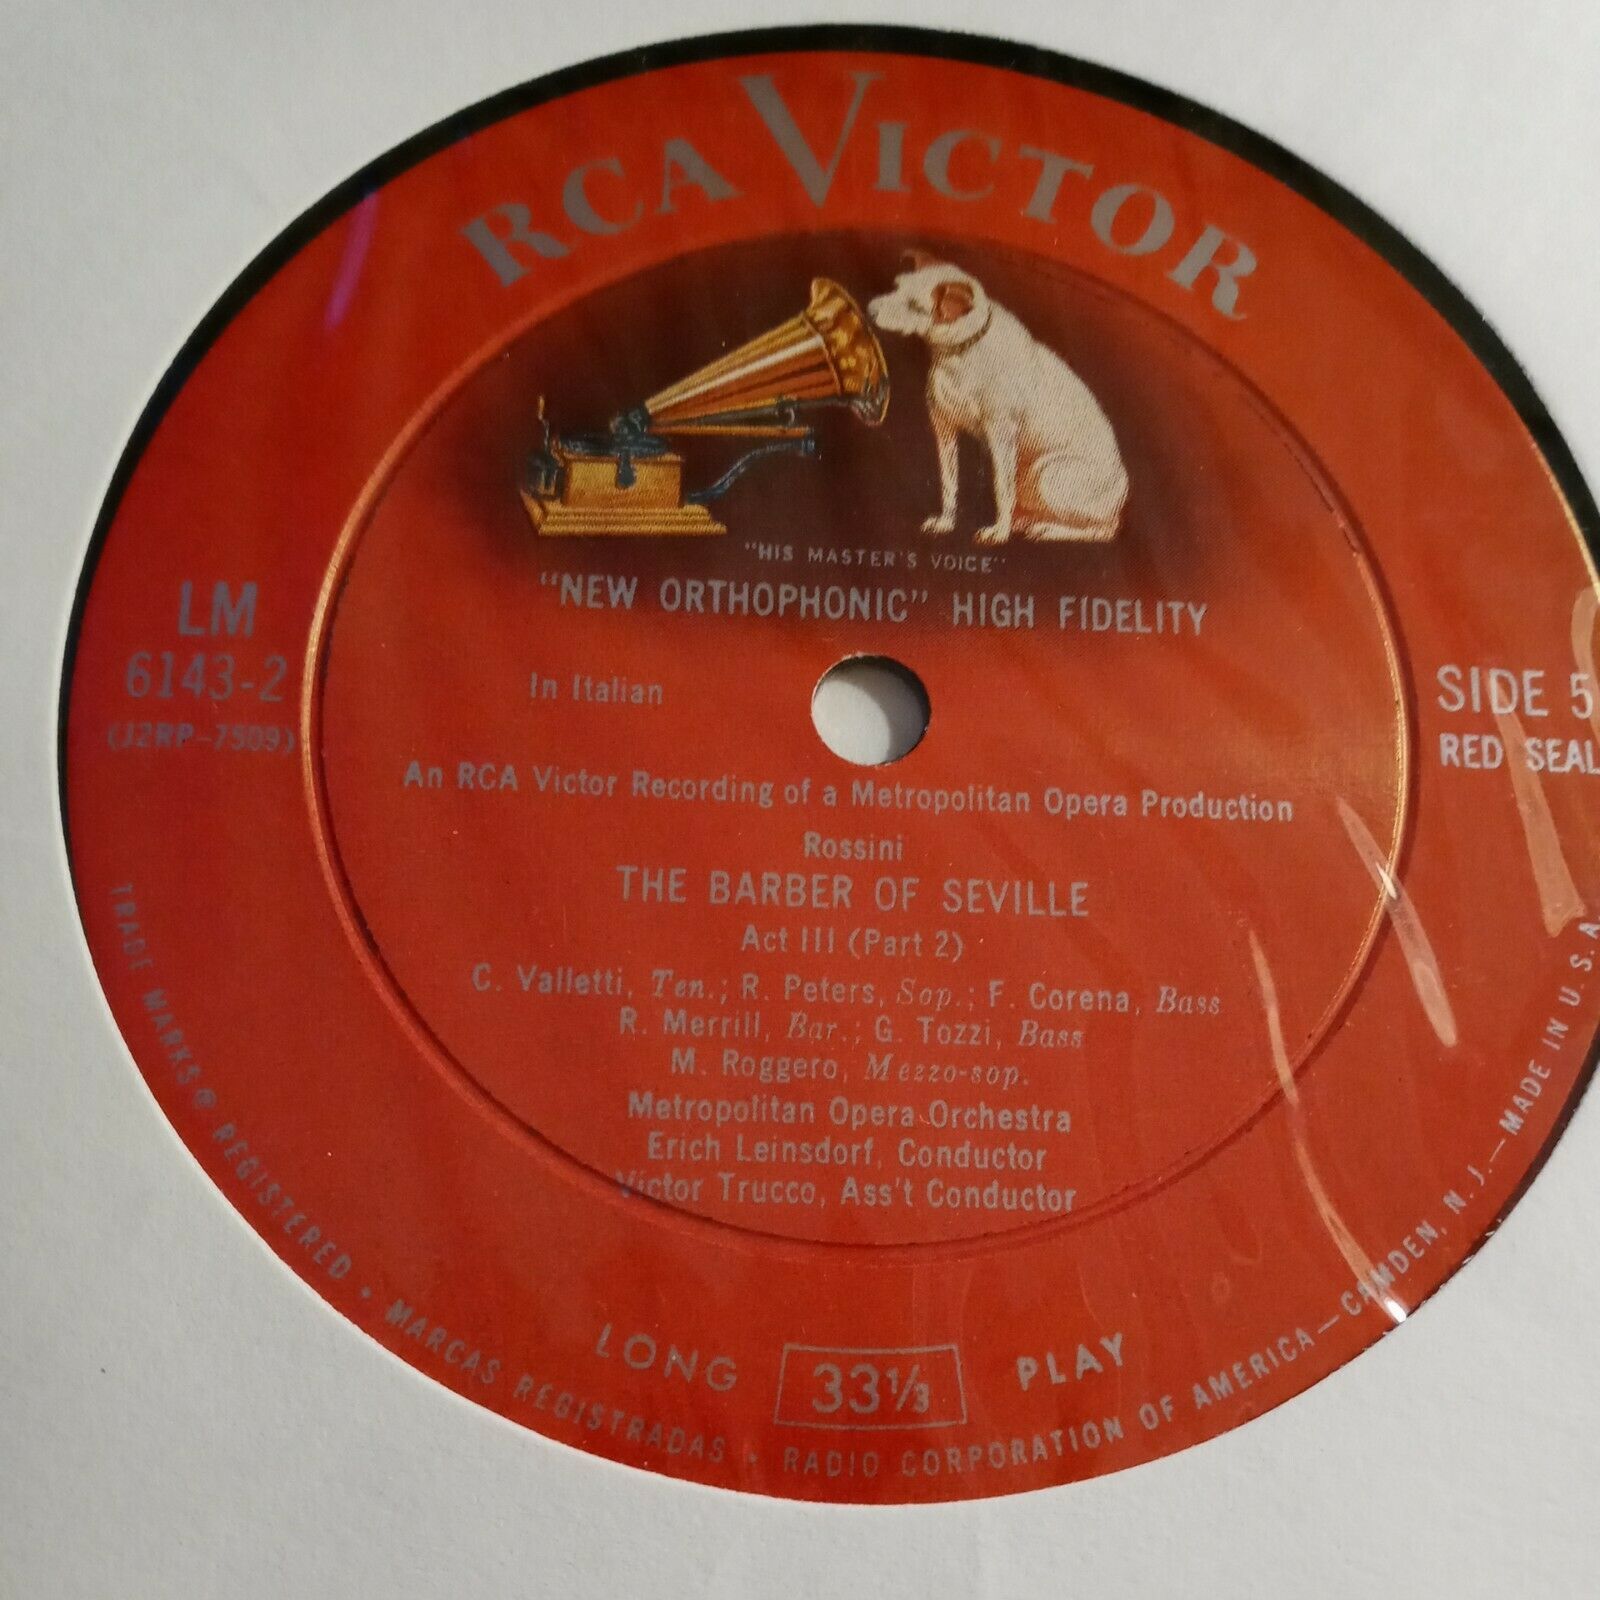 RCA VICTOR
"HIS MASTER'S VOICE"
"NEW ORTHOPHONIC" HIGH FIDELITY
LM
6143-2
(J2RP-7509)
In Italian
SIDE 5
RED SEAL
An RCA Victor Recording of a Metropolitan Opera Production
Rossini
THE BARBER OF SEVILLE
Act III (Part 2)
C. Valletti, Ten.; R. Peters, Sop.; F. Corena, Bass
R. Merrill, Bar.; G. Tozzi, Bass
M. Roggero, Mezzo-sop.
Metropolitan Opera Orchestra
Erich Leinsdorf, Conductor
Victor Trucco, Ass't Conductor
LONG 33⅓ PLAY
TRADE MARKS ® REGISTERED • MARCAS REGISTRADAS • RADIO CORPORATION OF AMERICA—CAMDEN, N. J.—MADE IN U. S. A.